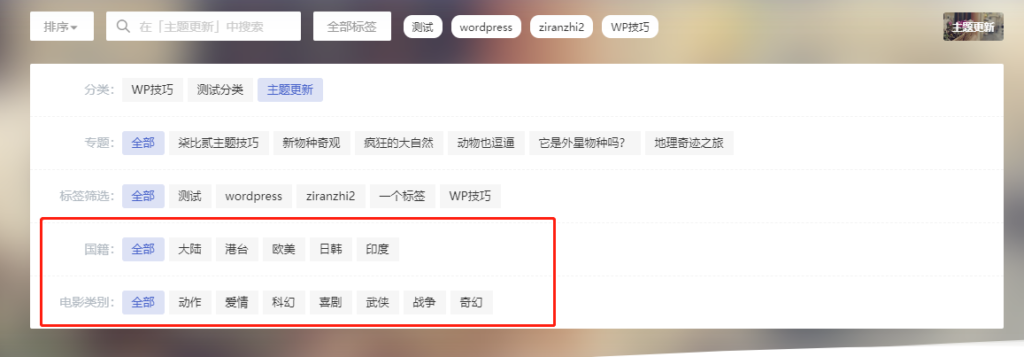 排序 在「主题更新」中搜索 全部标签 测试 wordpress ziranzhi2 WP技巧 主题更新
分类： WP技巧 测试分类 主题更新
专题： 全部 柒比贰主题技巧 新物种奇观 疯狂的大自然 动物也逗逼 它是外星物种吗？ 地理奇迹之旅
标签筛选： 全部 测试 wordpress ziranzhi2 一个标签 WP技巧
国籍： 全部 大陆 港台 欧美 日韩 印度
电影类别： 全部 动作 爱情 科幻 喜剧 武侠 战争 奇幻